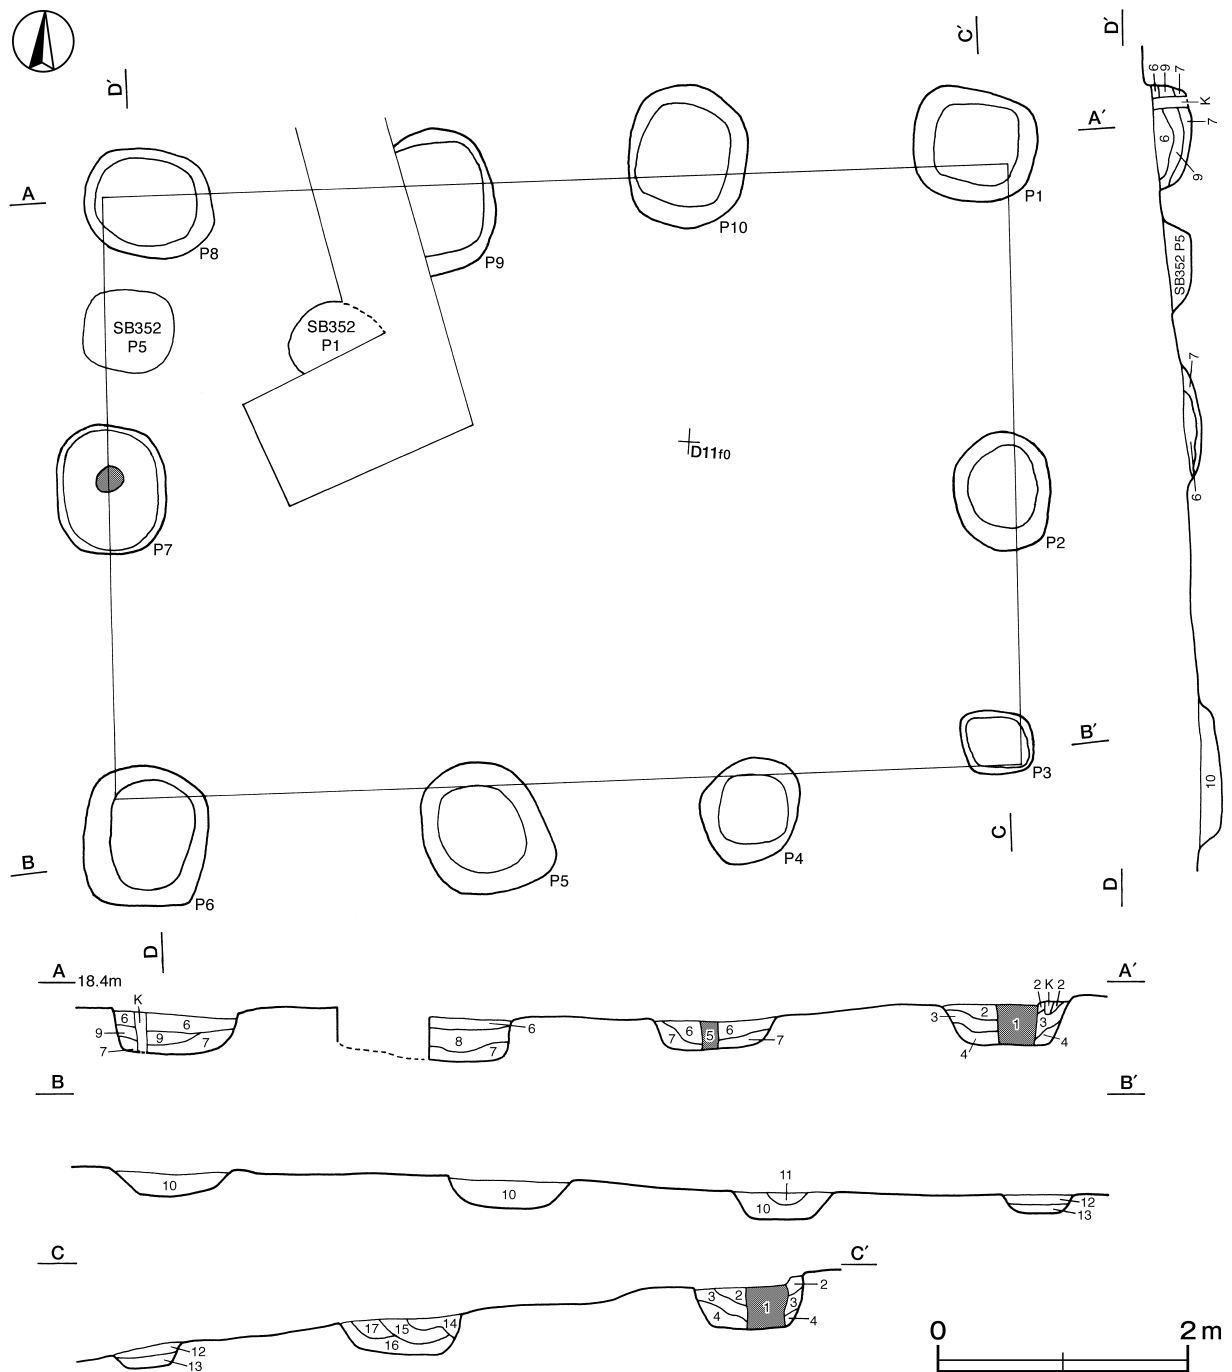 D′
C′
D′
6 9 7
K
A′
7
6
9
A
P8
P9
P10
P1
SB352 P5
SB352
P5
SB352
P1
7
D11f0
6
P7
P2
B′
P3
10
C
P4
B
P5
P6
D
D
A 18.4m
A′
K
2 K 2
6 6 9 9 7 7
6 8 7
6 5 6 7 7
3 2 1 3 4 4
B
B′
10
10
11
10
12
13
C
C′
12
13
17 15 14
16
3 2 1 2
4 3 4
0 2 m